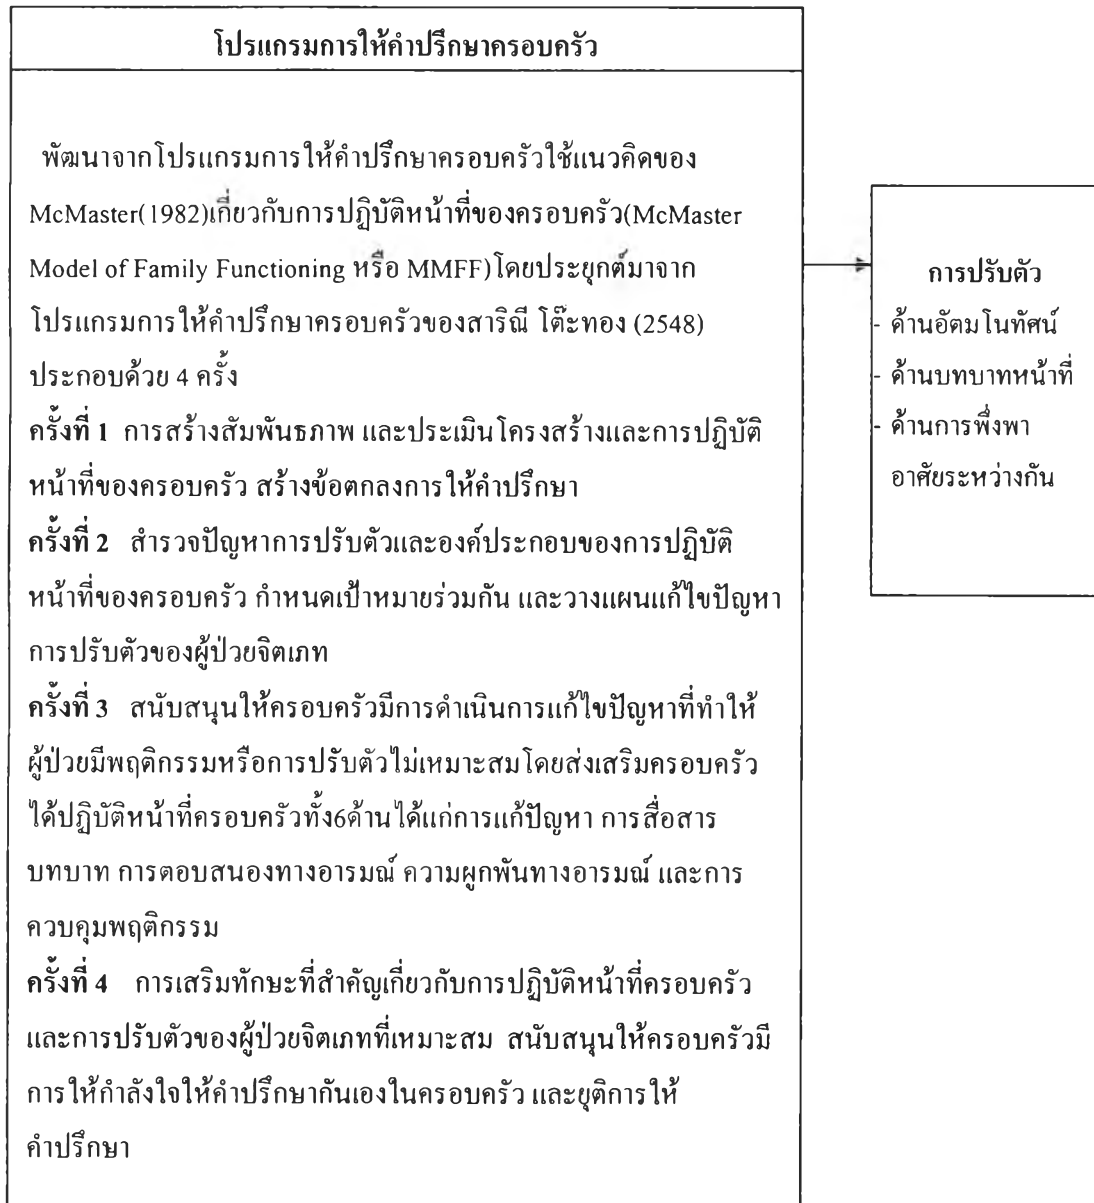 โปรแกรมการให้คำปรึกษาครอบครัว
พัฒนาจากโปรแกรมการให้คำปรึกษาครอบครัวใช้แนวคิดของ
McMaster(1982)เกี่ยวกับการปฏิบัติหน้าที่ของครอบครัว(McMaster
Model of Family Functioning หรือ MMFF)โดยประยุกต์มาจาก
โปรแกรมการให้คำปรึกษาครอบครัวของสาริณี โต๊ะทอง (2548)
ประกอบด้วย 4 ครั้ง
ครั้งที่ 1 การสร้างสัมพันธภาพ และประเมินโครงสร้างและการปฏิบัติ
หน้าที่ของครอบครัว สร้างข้อตกลงการให้คำปรึกษา
ครั้งที่ 2 สำรวจปัญหาการปรับตัวและองค์ประกอบของการปฏิบัติ
หน้าที่ของครอบครัว กำหนดเป้าหมายร่วมกัน และวางแผนแก้ไขปัญหา
การปรับตัวของผู้ป่วยจิตเภท
ครั้งที่ 3 สนับสนุนให้ครอบครัวมีการดำเนินการแก้ไขปัญหาที่ทำให้
ผู้ป่วยมีพฤติกรรมหรือการปรับตัวไม่เหมาะสมโดยส่งเสริมครอบครัว
ได้ปฏิบัติหน้าที่ครอบครัวทั้ง6ด้านได้แก่การแก้ปัญหา การสื่อสาร
บทบาท การตอบสนองทางอารมณ์ ความผูกพันทางอารมณ์ และการ
ควบคุมพฤติกรรม
ครั้งที่ 4 การเสริมทักษะที่สำคัญเกี่ยวกับการปฏิบัติหน้าที่ครอบครัว
และการปรับตัวของผู้ป่วยจิตเภทที่เหมาะสม สนับสนุนให้ครอบครัวมี
การให้กำลังใจให้คำปรึกษากันเองในครอบครัว และยุติการให้
คำปรึกษา
การปรับตัว
- ด้านอัตมโนทัศน์
- ด้านบทบาทหน้าที่
- ด้านการพึ่งพา
อาศัยระหว่างกัน